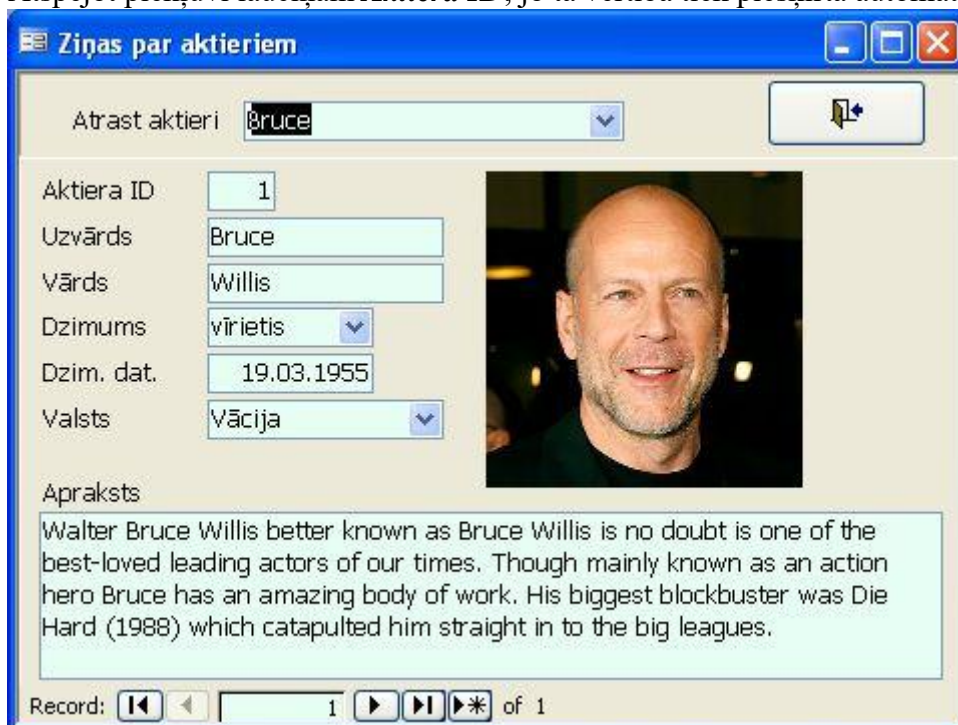 Ziņas par aktieriem
Atrast aktieri Bruce
Aktiera ID 1
Uzvārds Bruce
Vārds Willis
Dzimums vīrietis
Dzim. dat. 19.03.1955
Valsts Vācija
Apraksts
Walter Bruce Willis better known as Bruce Willis is no doubt is one of the
best-loved leading actors of our times. Though mainly known as an action
hero Bruce has an amazing body of work. His biggest blockbuster was Die
Hard (1988) which catapulted him straight in to the big leagues.
Record: 1 of 1